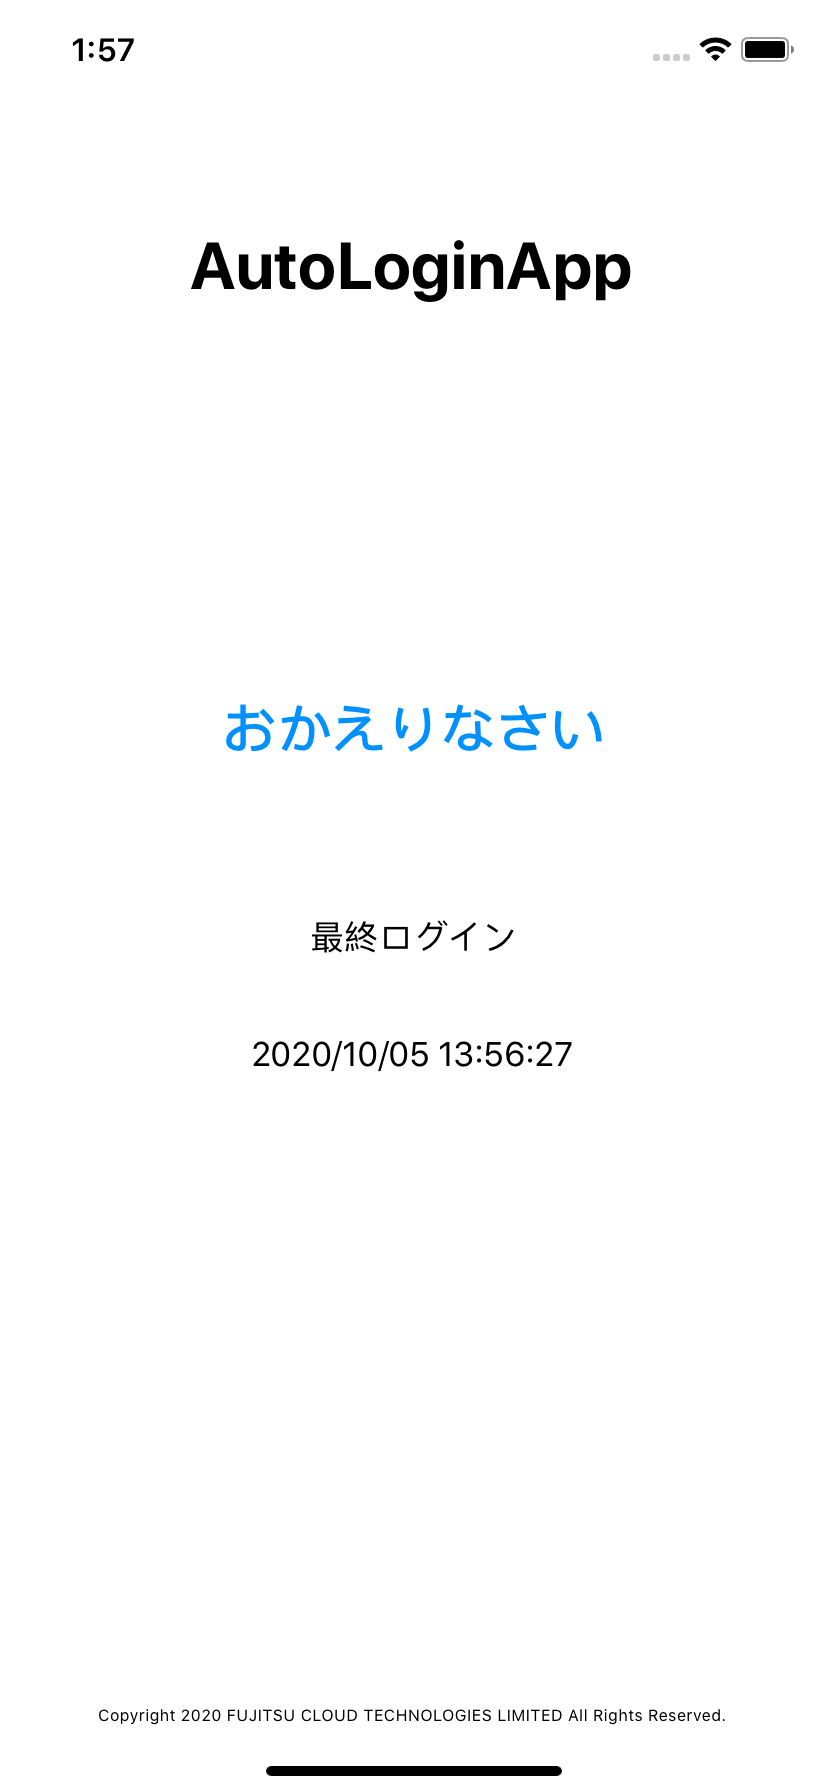 1:57
AutoLoginApp
おかえりなさい
最終ログイン
2020/10/05 13:56:27
Copyright 2020 FUJITSU CLOUD TECHNOLOGIES LIMITED All Rights Reserved.